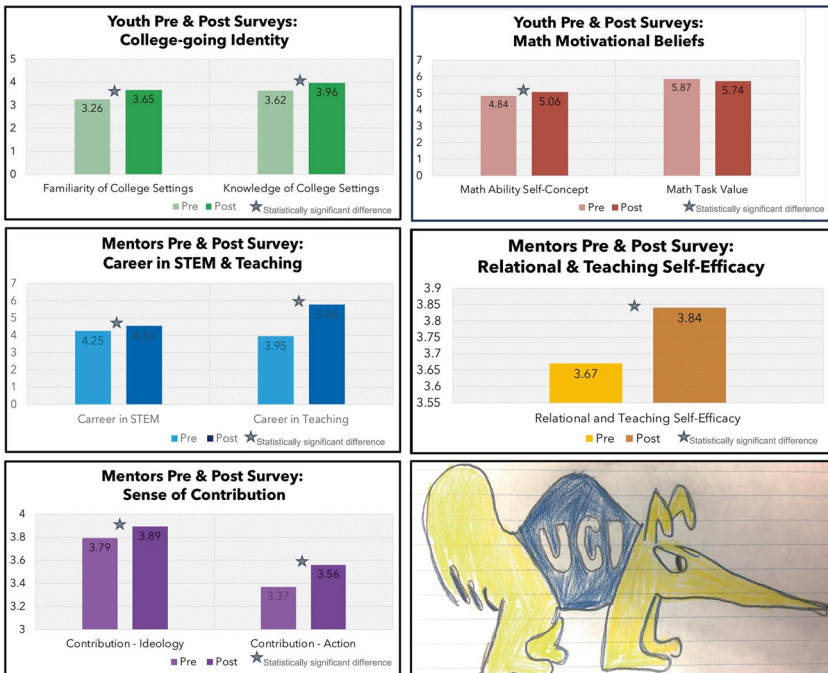 Youth Pre & Post Surveys:
College-going Identity
5
4
3
2
1
0
3.26
3.65
3.62
3.96
Familiarity of College Settings
Knowledge of College Settings
Pre Post Statistically significant difference
Youth Pre & Post Surveys:
Math Motivational Beliefs
7
6
5
4
3
2
1
0
4.84
5.06
5.87
5.74
Math Ability Self-Concept
Math Task Value
Pre Post Statistically significant difference
Mentors Pre & Post Survey:
Career in STEM & Teaching
7
6
5
4
3
2
1
0
4.25
3.95
Carreer in STEM
Career in Teaching
Pre Post Statistically significant difference
Mentors Pre & Post Survey:
Relational & Teaching Self-Efficacy
3.9
3.85
3.8
3.75
3.7
3.65
3.6
3.55
3.67
3.84
Relational and Teaching Self-Efficacy
Pre Post Statistically significant difference
Mentors Pre & Post Survey:
Sense of Contribution
4
3.8
3.6
3.4
3.2
3
3.79
3.89
3.37
3.56
Contribution - Ideology
Contribution - Action
Pre Post Statistically significant difference
UCI